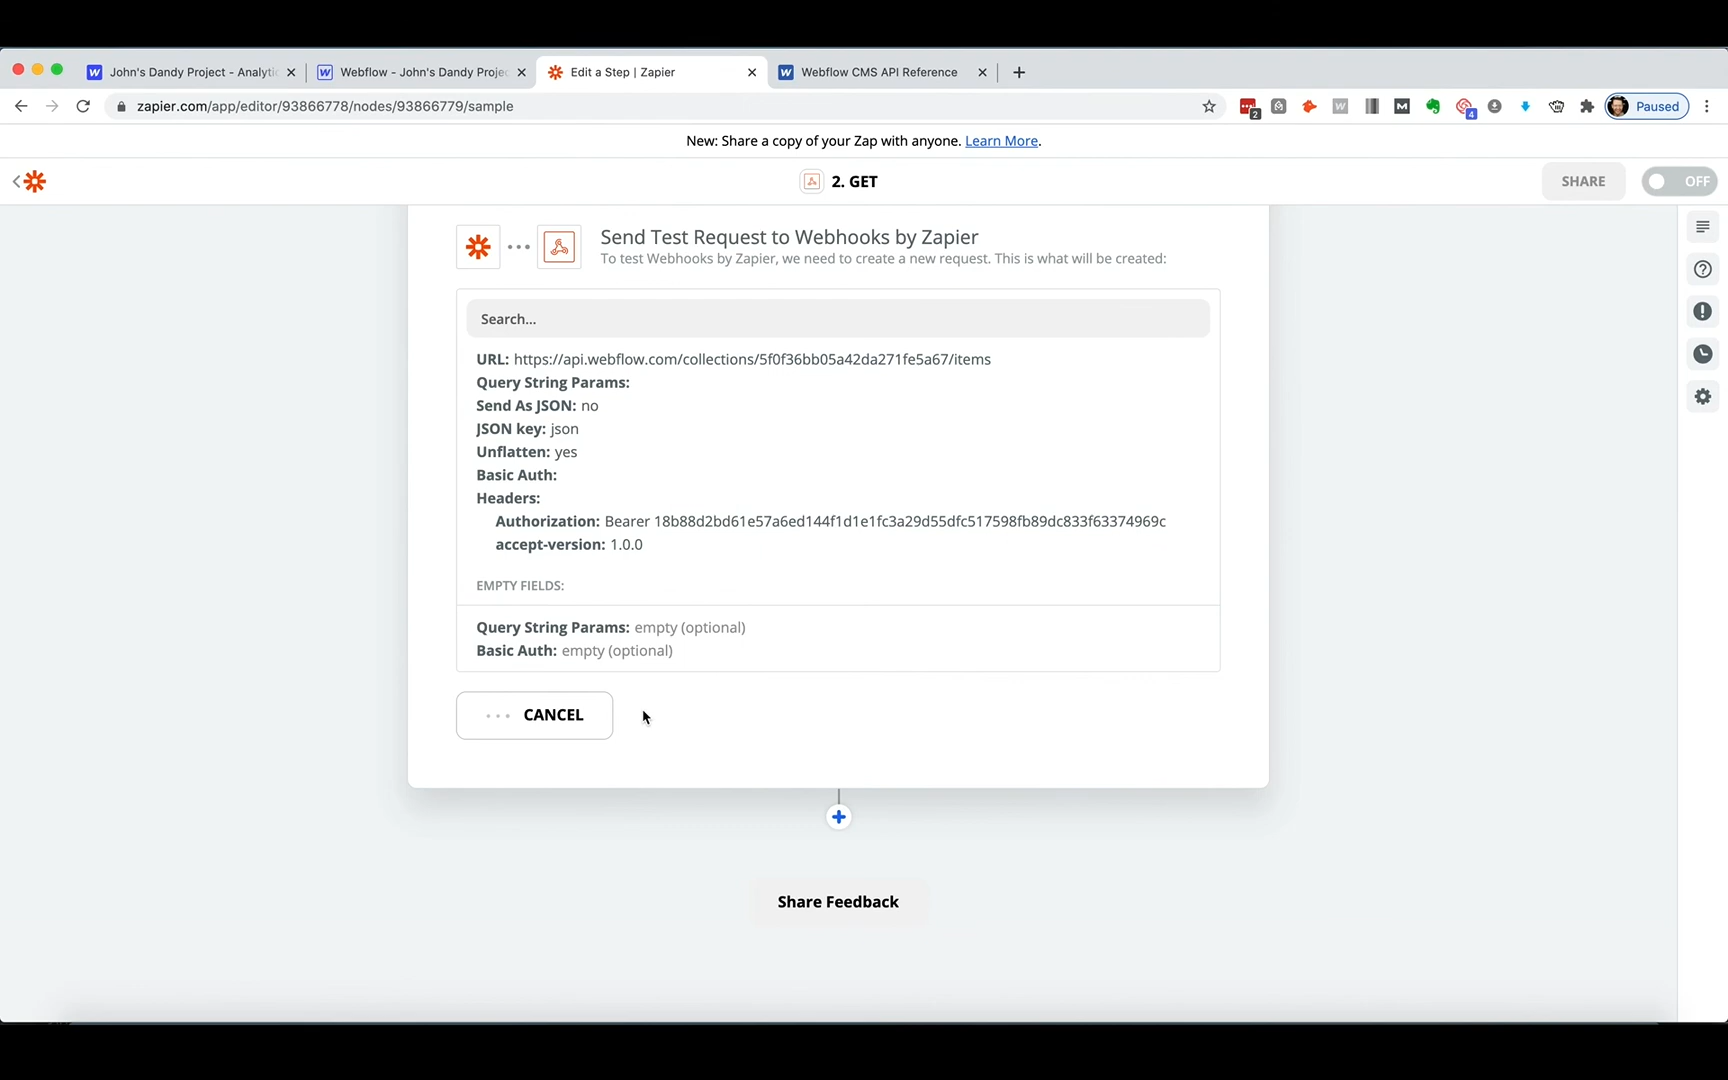 John's Dandy Project - Analytic
Webflow - John's Dandy Projec
Edit a Step | Zapier
Webflow CMS API Reference
zapier.com/app/editor/93866778/nodes/93866779/sample
2
4
Paused
New: Share a copy of your Zap with anyone. Learn More.
2. GET
SHARE
OFF
Send Test Request to Webhooks by Zapier
To test Webhooks by Zapier, we need to create a new request. This is what will be created:
Search...
URL: https://api.webflow.com/collections/5f0f36bb05a42da271fe5a67/items
Query String Params:
Send As JSON: no
JSON key: json
Unflatten: yes
Basic Auth:
Headers:
Authorization: Bearer 18b88d2bd61e57a6ed144f1d1e1fc3a29d55dfc517598fb89dc833f63374969c
accept-version: 1.0.0
EMPTY FIELDS:
Query String Params: empty (optional)
Basic Auth: empty (optional)
CANCEL
Share Feedback